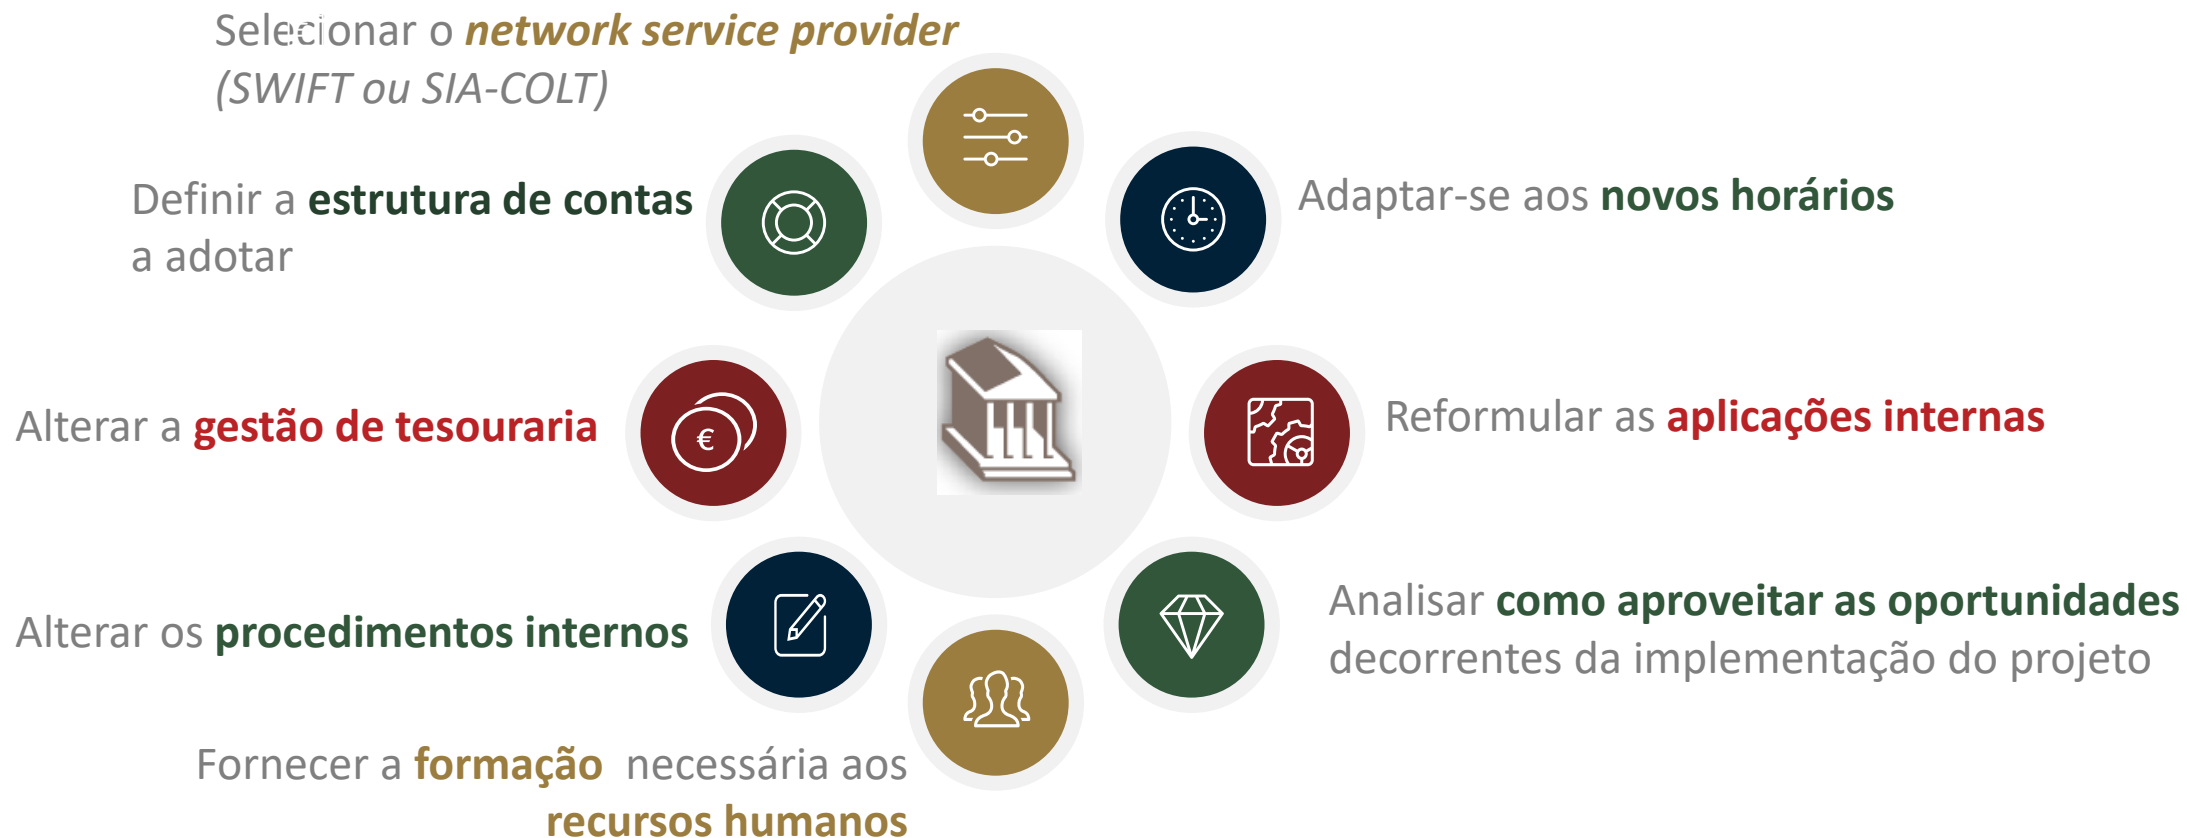 Selecionar o network service provider
(SWIFT ou SIA-COLT)
Definir a estrutura de contas
a adotar
Adaptar-se aos novos horários
Alterar a gestão de tesouraria
€
Reformular as aplicações internas
Alterar os procedimentos internos
Analisar como aproveitar as oportunidades
decorrentes da implementação do projeto
Fornecer a formação necessária aos
recursos humanos